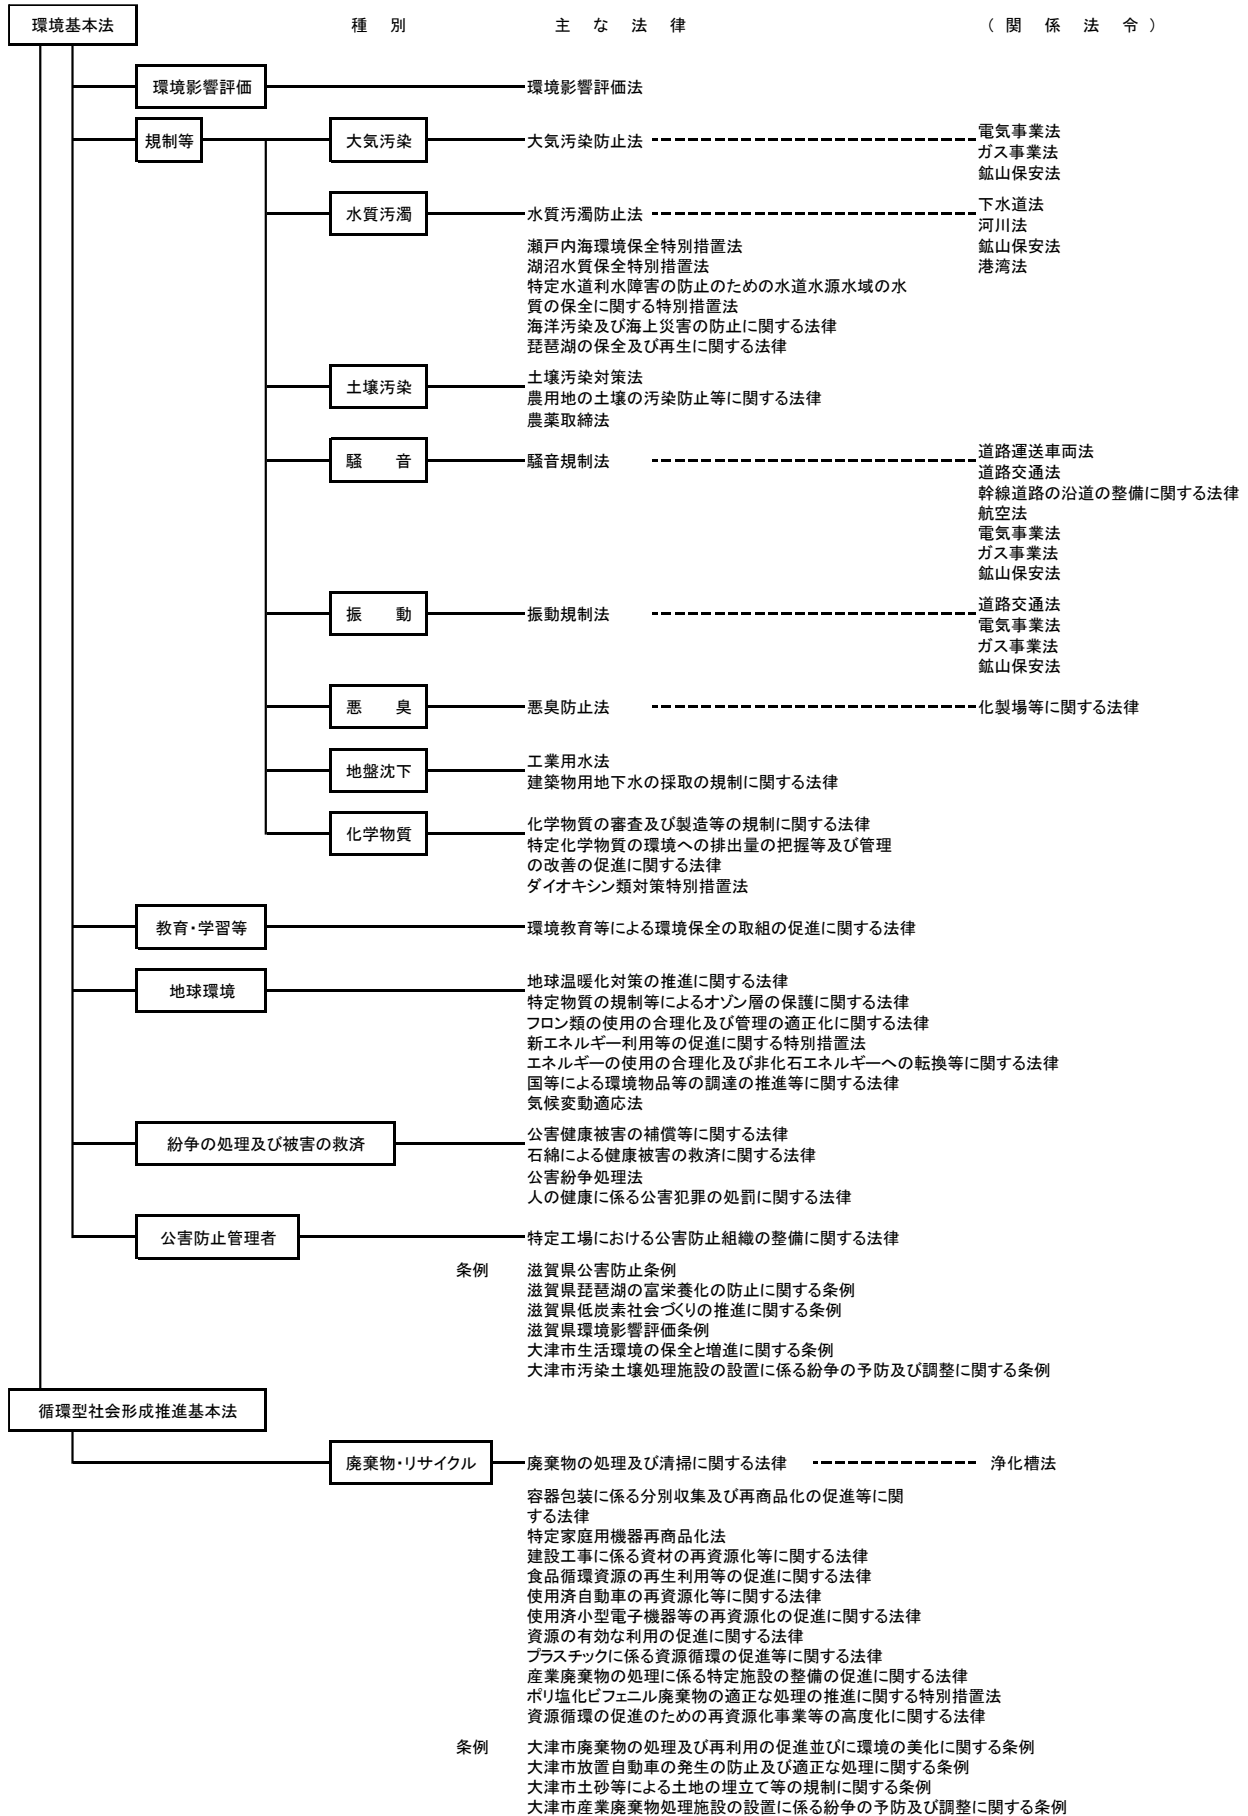 環境基本法
種別
主な法律
（関係法令）
環境影響評価
環境影響評価法
規制等
大気汚染
大気汚染防止法
電気事業法
ガス事業法
鉱山保安法
水質汚濁
水質汚濁防止法
下水道法
河川法
鉱山保安法
港湾法
瀬戸内海環境保全特別措置法
湖沼水質保全特別措置法
特定水道利水障害の防止のための水道水源水域の水
質の保全に関する特別措置法
海洋汚染及び海上災害の防止に関する法律
琵琶湖の保全及び再生に関する法律
土壌汚染
土壌汚染対策法
農用地の土壌の汚染防止等に関する法律
農薬取締法
騒　音
騒音規制法
道路運送車両法
道路交通法
幹線道路の沿道の整備に関する法律
航空法
電気事業法
ガス事業法
鉱山保安法
振　動
振動規制法
道路交通法
電気事業法
ガス事業法
鉱山保安法
悪　臭
悪臭防止法
化製場等に関する法律
地盤沈下
工業用水法
建築物用地下水の採取の規制に関する法律
化学物質
化学物質の審査及び製造等の規制に関する法律
特定化学物質の環境への排出量の把握等及び管理
の改善の促進に関する法律
ダイオキシン類対策特別措置法
教育・学習等
環境教育等による環境保全の取組の促進に関する法律
地球環境
地球温暖化対策の推進に関する法律
特定物質の規制等によるオゾン層の保護に関する法律
フロン類の使用の合理化及び管理の適正化に関する法律
新エネルギー利用等の促進に関する特別措置法
エネルギーの使用の合理化及び非化石エネルギーへの転換等に関する法律
国等による環境物品等の調達の推進等に関する法律
気候変動適応法
紛争の処理及び被害の救済
公害健康被害の補償等に関する法律
石綿による健康被害の救済に関する法律
公害紛争処理法
人の健康に係る公害犯罪の処罰に関する法律
公害防止管理者
特定工場における公害防止組織の整備に関する法律
条例
滋賀県公害防止条例
滋賀県琵琶湖の富栄養化の防止に関する条例
滋賀県低炭素社会づくりの推進に関する条例
滋賀県環境影響評価条例
大津市生活環境の保全と増進に関する条例
大津市汚染土壌処理施設の設置に係る紛争の予防及び調整に関する条例
循環型社会形成推進基本法
廃棄物・リサイクル
廃棄物の処理及び清掃に関する法律
浄化槽法
容器包装に係る分別収集及び再商品化の促進等に関
する法律
特定家庭用機器再商品化法
建設工事に係る資材の再資源化等に関する法律
食品循環資源の再生利用等の促進に関する法律
使用済自動車の再資源化等に関する法律
使用済小型電子機器等の再資源化の促進に関する法律
資源の有効な利用の促進に関する法律
プラスチックに係る資源循環の促進等に関する法律
産業廃棄物の処理に係る特定施設の整備の促進に関する法律
ポリ塩化ビフェニル廃棄物の適正な処理の推進に関する特別措置法
資源循環の促進のための再資源化事業等の高度化に関する法律
条例
大津市廃棄物の処理及び再利用の促進並びに環境の美化に関する条例
大津市放置自動車の発生の防止及び適正な処理に関する条例
大津市土砂等による土地の埋立て等の規制に関する条例
大津市産業廃棄物処理施設の設置に係る紛争の予防及び調整に関する条例